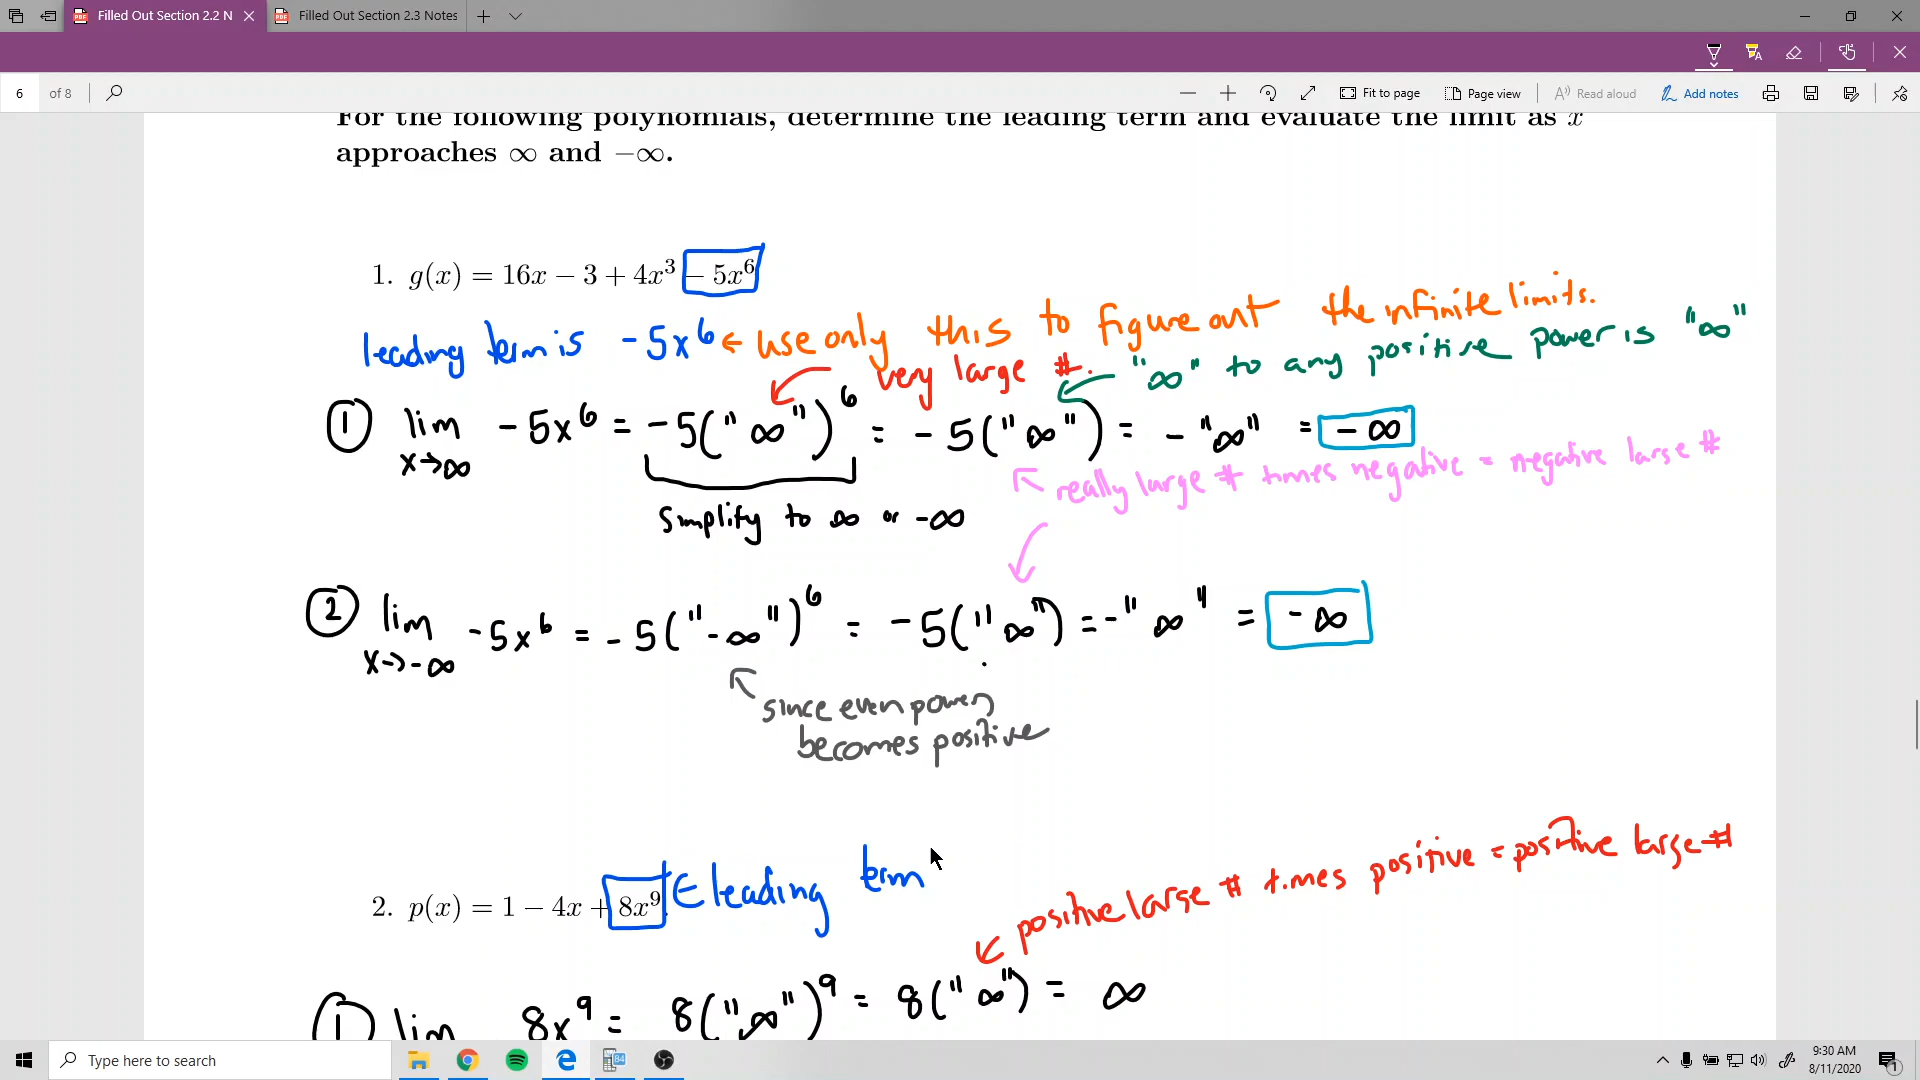 Filled Out Section 2.2 N
Filled Out Section 2.3 Notes
6 of 8
Fit to page
Page view
Read aloud
Add notes
For the following polynomials, determine the leading term and evaluate the limit as x
approaches ∞ and −∞.
1. g(x) = 16x − 3 + 4x³ − 5x⁶
leading term is -5x⁶ ← use only this to figure out the infinite limits.
very large #.
"∞" to any positive power is "∞"
① lim x→∞ -5x⁶ = -5("∞")⁶ = -5("∞") = -"∞" = -∞
really large # times negative = negative large #
simplify to ∞ or -∞
② lim x→-∞ -5x⁶ = -5("-∞")⁶ = -5("∞") = -"∞" = -∞
since even power
becomes positive
positive large # times positive = positive large #
2. p(x) = 1 − 4x + 8x⁹. ← leading term
① lim 8x⁹ = 8("∞")⁹ = 8("∞") = ∞
Type here to search
84
9:30 AM
8/11/2020
1